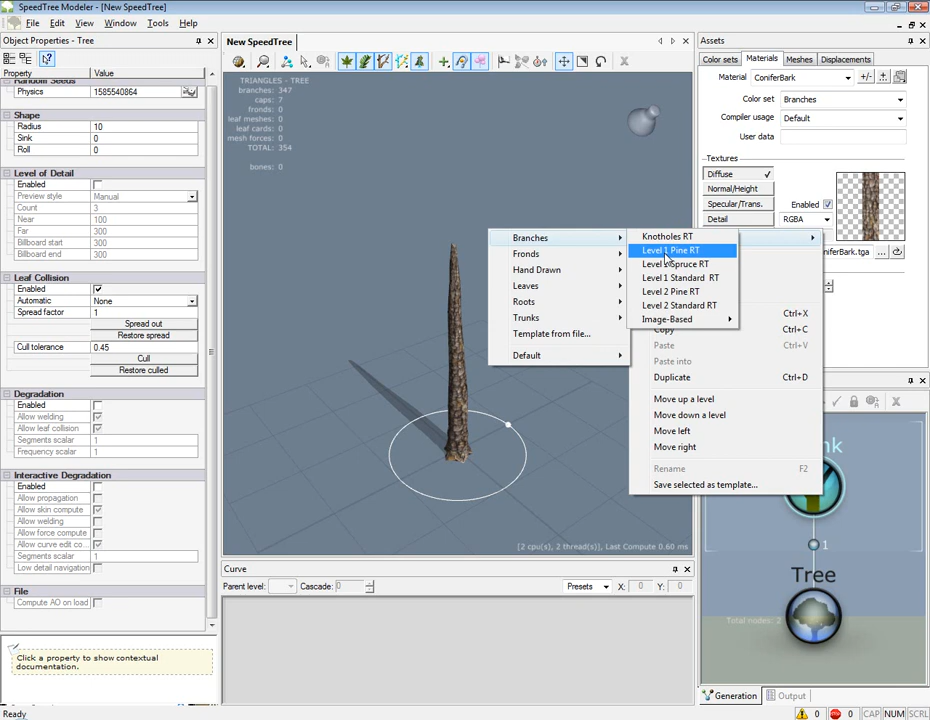 SpeedTree Modeler - [New SpeedTree]
File Edit View Window Tools Help
Object Properties - Tree
Property Value
Random Seeds
Physics 1585540864
Shape
Radius 10
Sink 0
Roll 0
Level of Detail
Enabled
Preview style Manual
Count 3
Near 100
Far 300
Billboard start 300
Billboard end 300
Leaf Collision
Enabled
Automatic None
Spread factor 1
Spread out
Restore spread
Cull tolerance 0.45
Cull
Restore culled
Degradation
Enabled
Allow welding
Allow leaf collision
Segments scalar 1
Frequency scalar 1
Interactive Degradation
Enabled
Allow propagation
Allow skin compute
Allow welding
Allow force compute
Allow curve edit co...
Segments scalar 1
Low detail navigation
File
Compute AO on load
Click a property to show contextual documentation.
Ready
New SpeedTree
TRIANGLES - TREE
branches: 347
caps: 7
fronds: 0
leaf meshes: 0
leaf cards: 0
mesh forces: 0
TOTAL: 354
bones: 0
[2 cpu(s), 2 thread(s)], Last Compute 0.60 ms
Branches
Fronds
Hand Drawn
Leaves
Roots
Trunks
Template from file...
Default
Knotholes RT
Level 1 Pine RT
Level 1 Spruce RT
Level 1 Standard RT
Level 2 Pine RT
Level 2 Standard RT
Image-Based
Ctrl+X
Copy Ctrl+C
Paste Ctrl+V
Paste into
Duplicate Ctrl+D
Move up a level
Move down a level
Move left
Move right
Rename F2
Save selected as template...
Curve
Parent level: Cascade: 0 Presets X: 0 Y: 0
Assets
Color sets Materials Meshes Displacements
Material ConiferBark
Color set Branches
Compiler usage Default
User data
Textures
Diffuse
Normal/Height
Specular/Trans.
Detail
Enabled
RGBA
niferBark.tga ...
nk
1
Tree
Total nodes: 2
Generation Output
0 0 CAP NUM SCRL